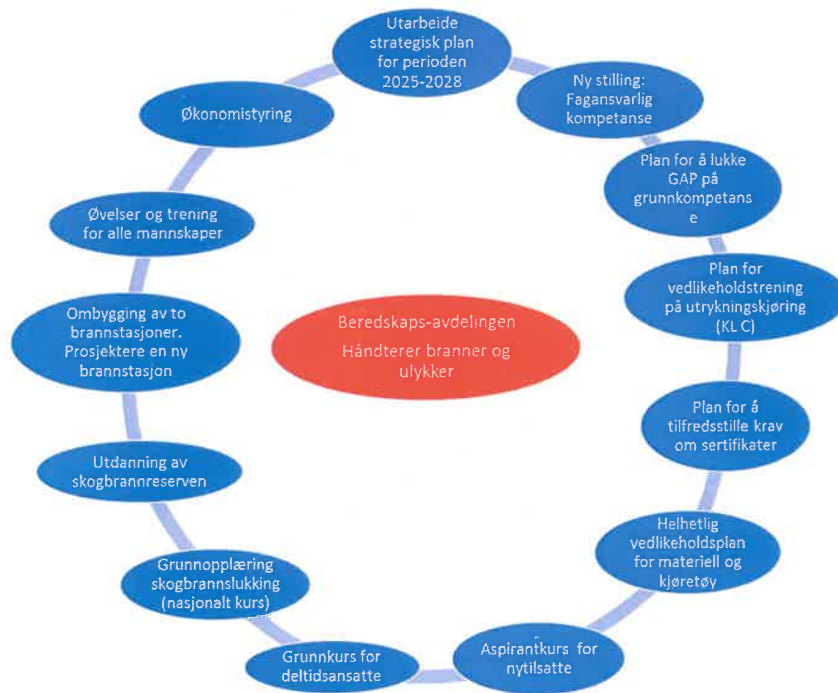 Utarbeide
strategisk plan
for perioden
2025-2028
Ny stilling:
Fagansvarlig
kompetanse
Plan for å lukke
GAP på
grunnkompetans
e
Plan for
vedlikeholdstrening
på utrykningskjøring
(KL C)
Plan for å
tilfredsstille krav
om sertifikater
Helhetlig
vedlikeholdsplan
for materiell og
kjøretøy
Aspirantkurs for
nytilsatte
Grunnkurs for
deltidsansatte
Grunnopplæring
skogbrannslukking
(nasjonalt kurs)
Utdanning av
skogbrannreserven
Ombygging av to
brannstasjoner.
Prosjektere en ny
brannstasjon
Øvelser og trening
for alle mannskaper
Økonomistyring
Beredskaps-avdelingen
Håndterer branner og
ulykker